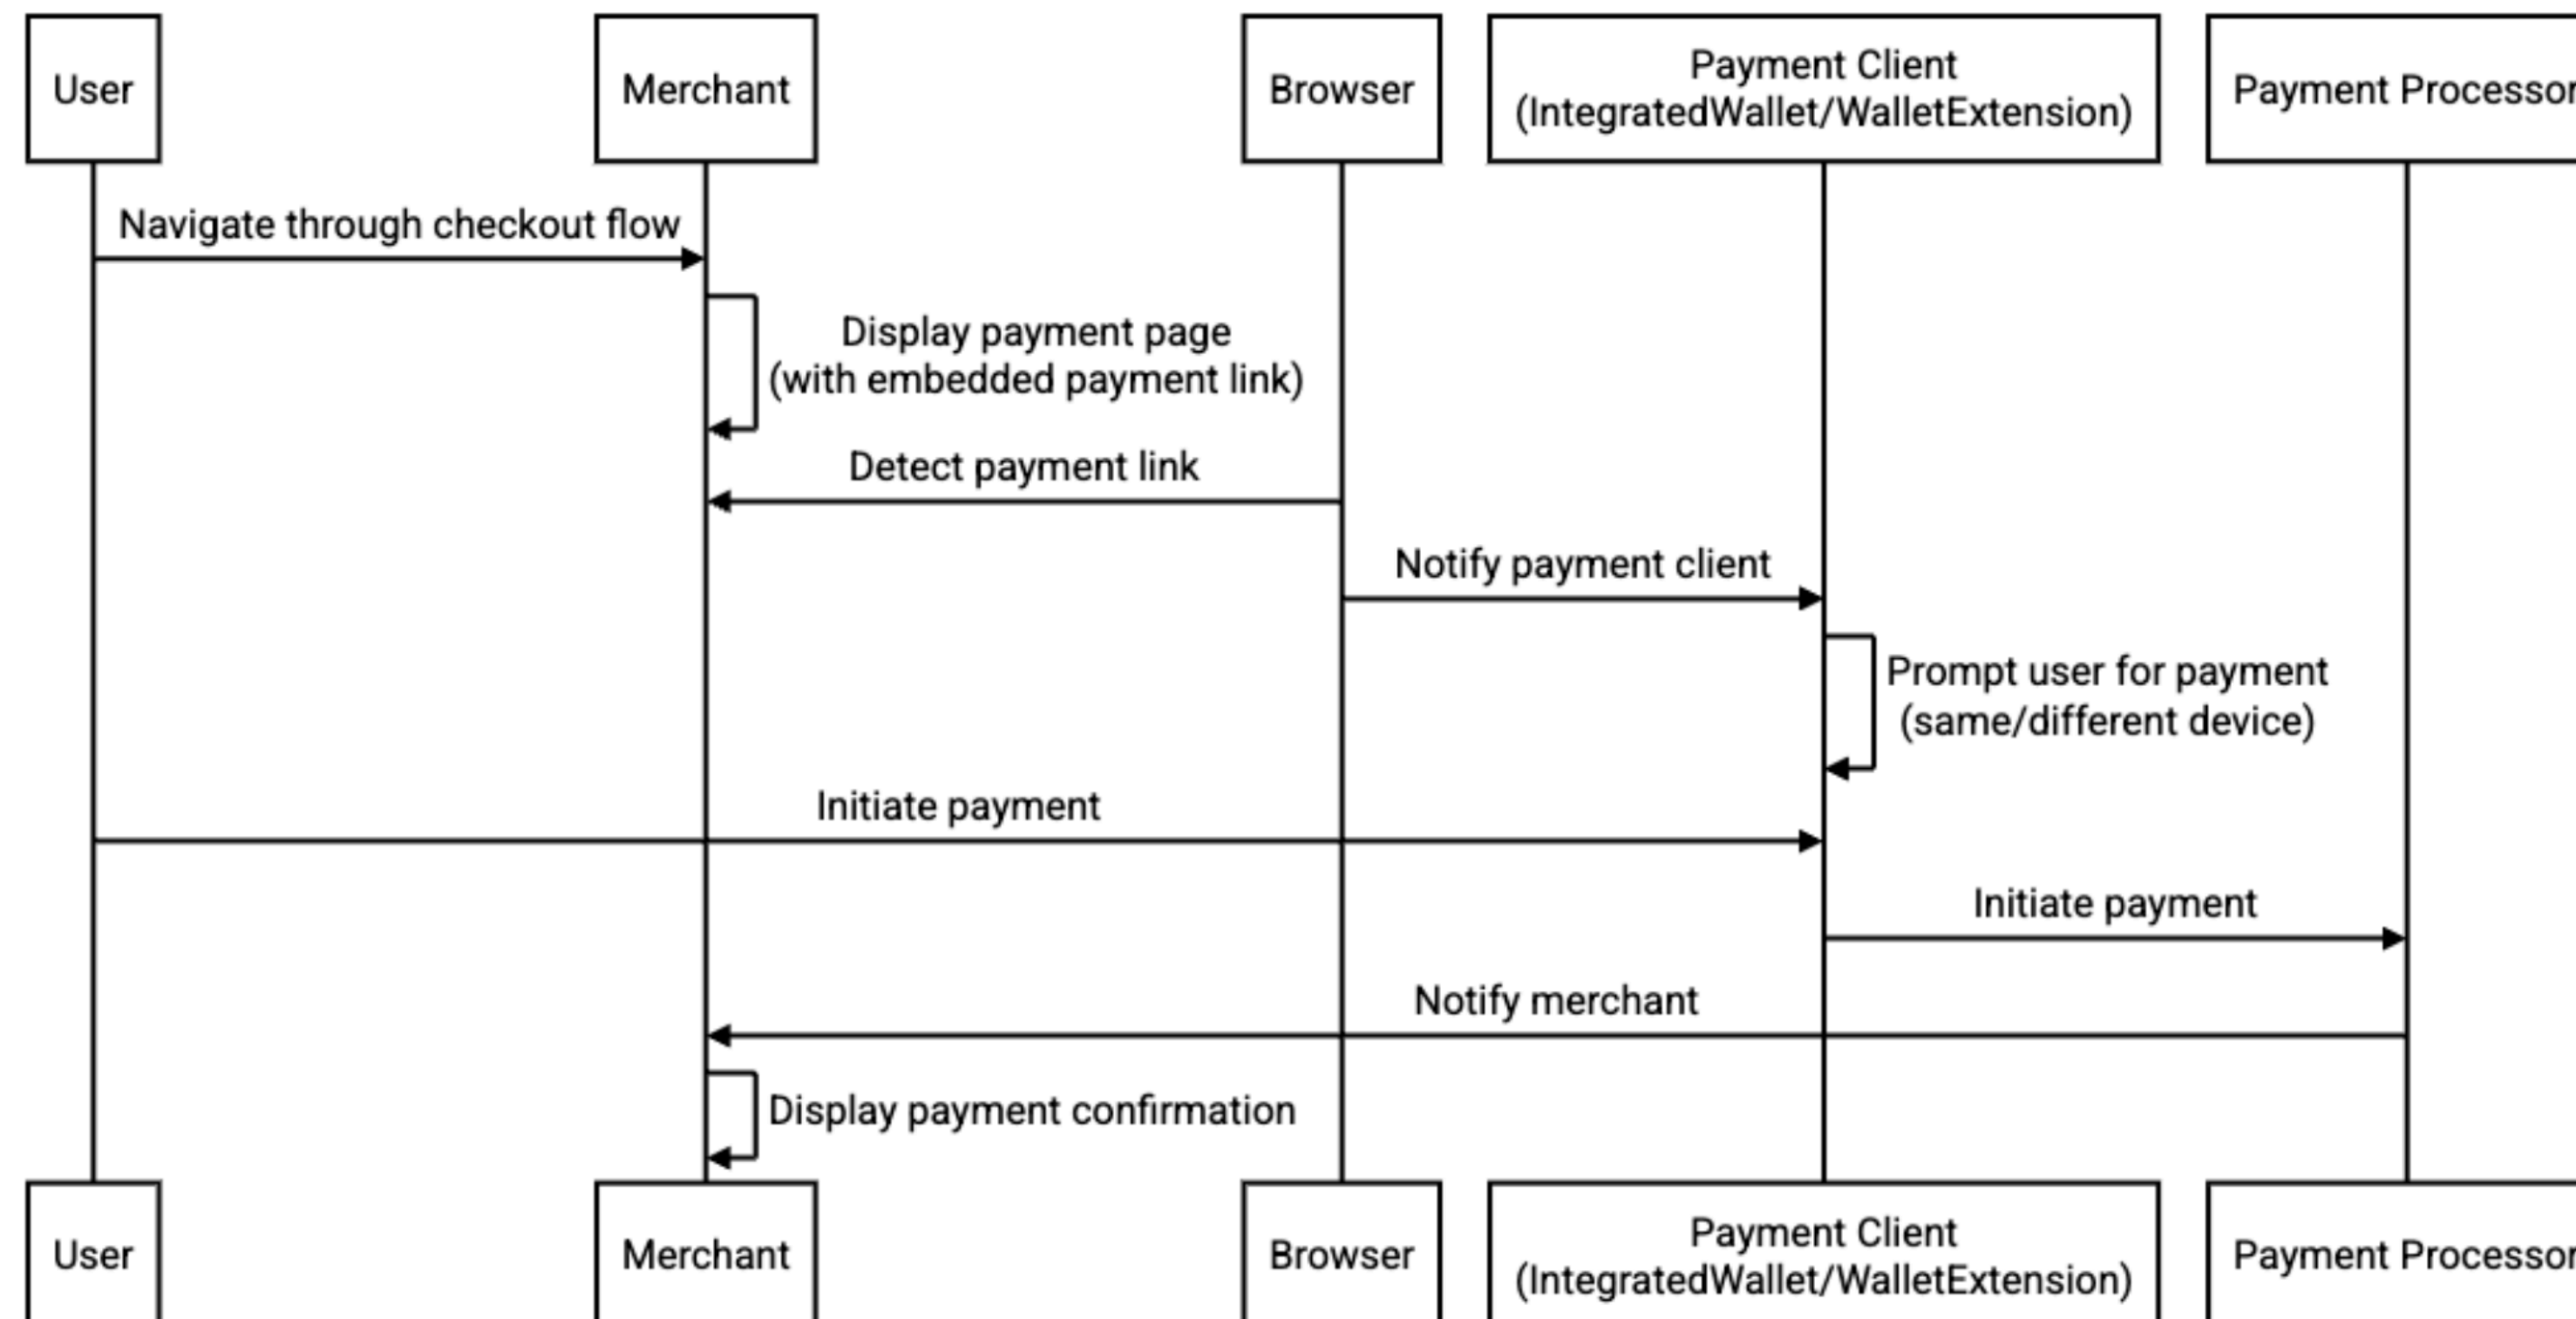 User
Merchant
Browser
Payment Client
(IntegratedWallet/WalletExtension)
Payment Processor
Navigate through checkout flow
Display payment page
(with embedded payment link)
Detect payment link
Notify payment client
Prompt user for payment
(same/different device)
Initiate payment
Initiate payment
Notify merchant
Display payment confirmation
User
Merchant
Browser
Payment Client
(IntegratedWallet/WalletExtension)
Payment Processor